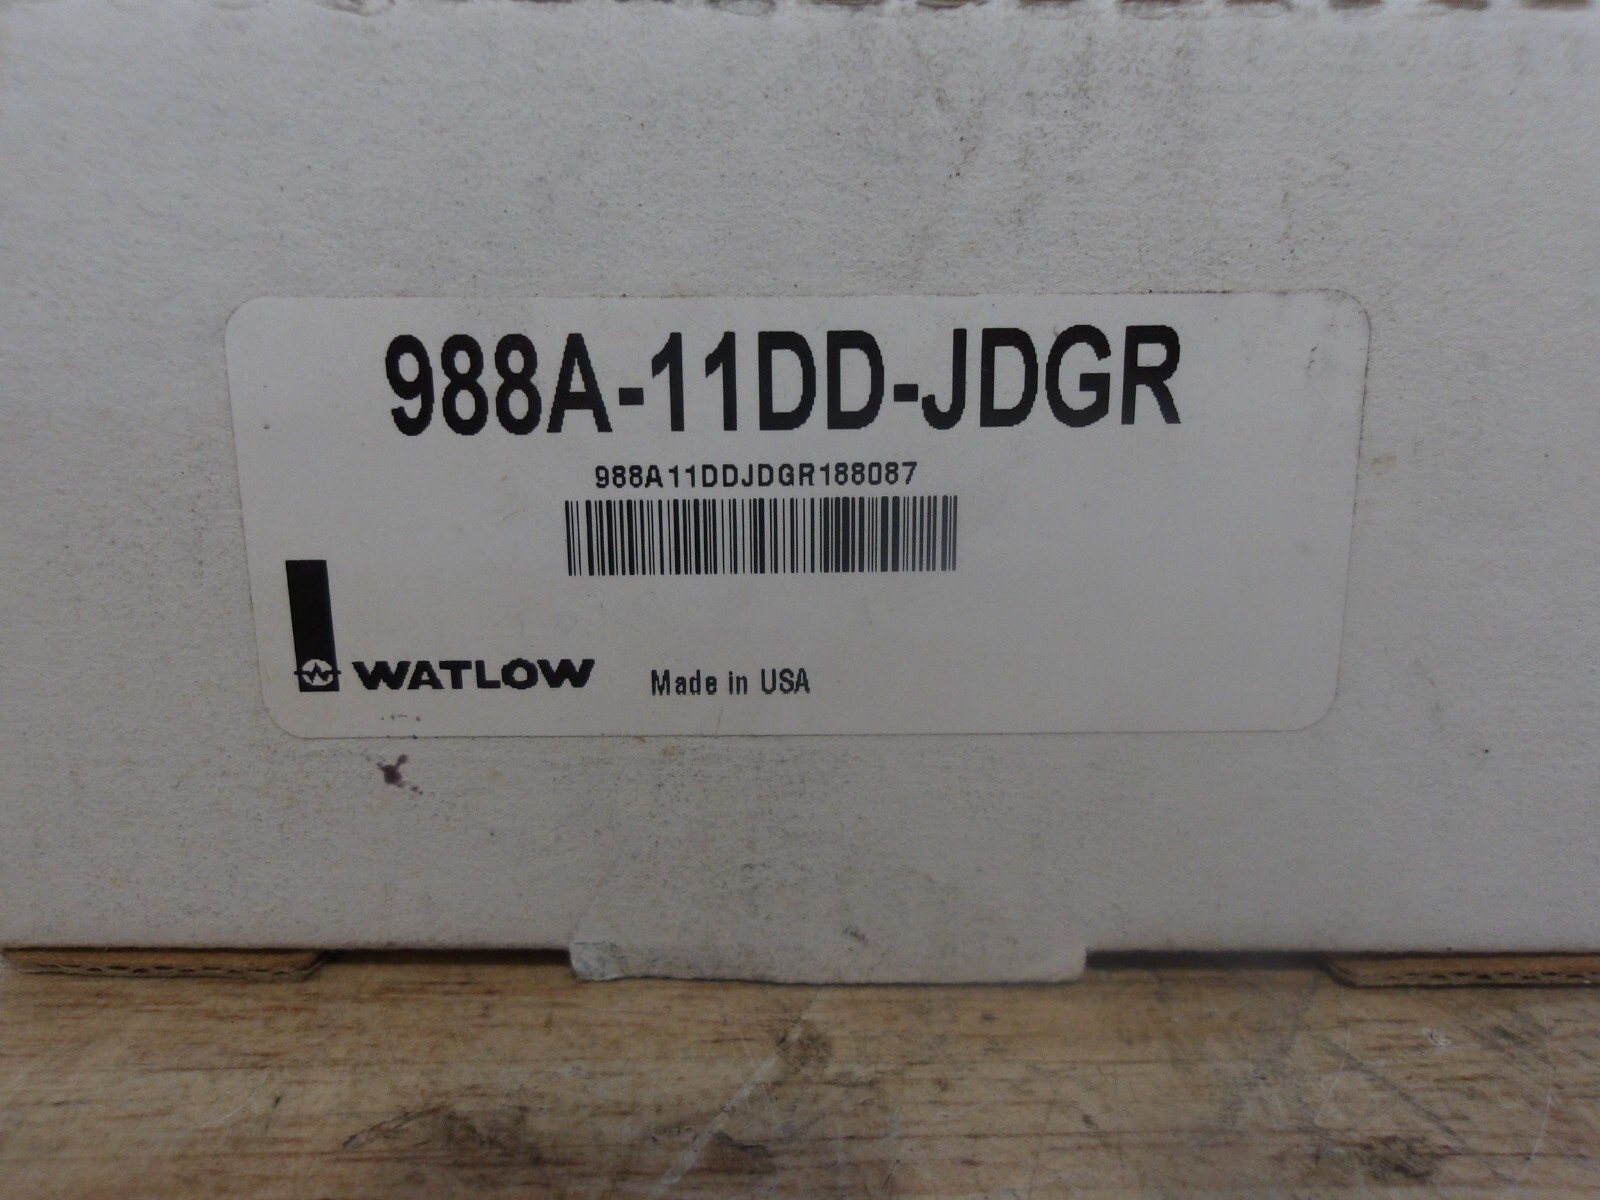 988A-11DD-JDGR
988A11DDJDGR188087
WATLOW
Made in USA